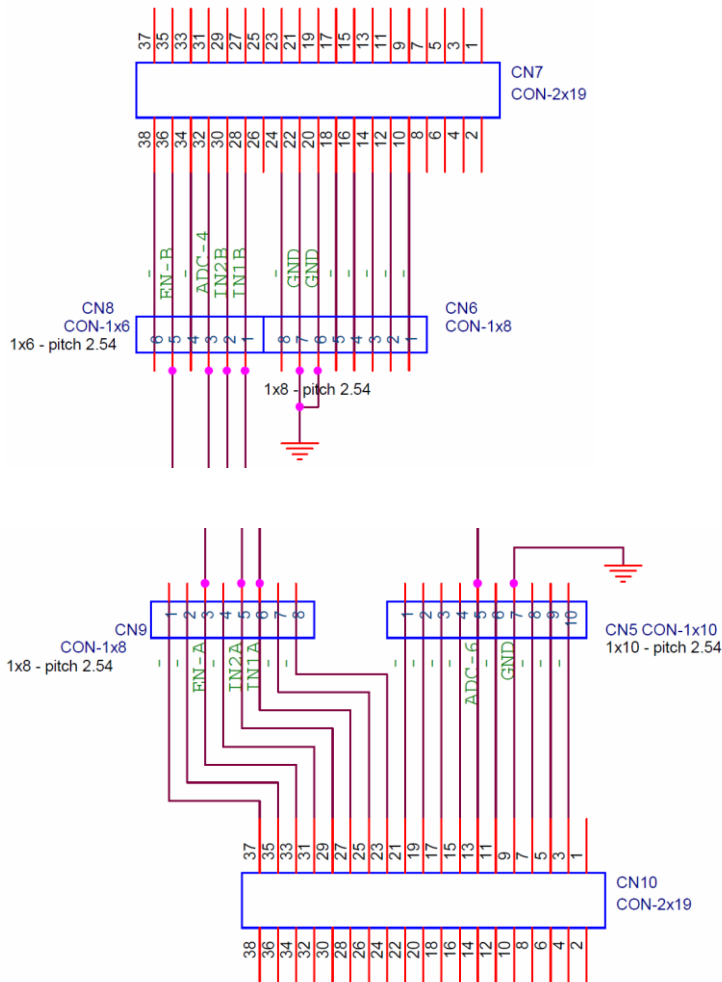 37 35 33 31 29 27 25 23 21 19 17 15 13 11 9 7 5 3 1
CN7
CON-2x19
38 36 34 32 30 28 26 24 22 20 18 16 14 12 10 8 6 4 2
- EN-B - ADC-4 IN2B IN1B - GND GND - - - - -
CN8
CON-1x6
1x6 - pitch 2.54
6 5 4 3 2 1
8 7 6 5 4 3 2 1
CN6
CON-1x8
1x8 - pitch 2.54
1 2 3 4 5 6 7 8
CN9
CON-1x8
1x8 - pitch 2.54
1 2 3 4 5 6 7 8 9 10
CN5 CON-1x10
1x10 - pitch 2.54
- - EN-A - IN2A IN1A - -
- - - - ADC-6 - GND - - -
37 35 33 31 29 27 25 23 21 19 17 15 13 11 9 7 5 3 1
CN10
CON-2x19
38 36 34 32 30 28 26 24 22 20 18 16 14 12 10 8 6 4 2